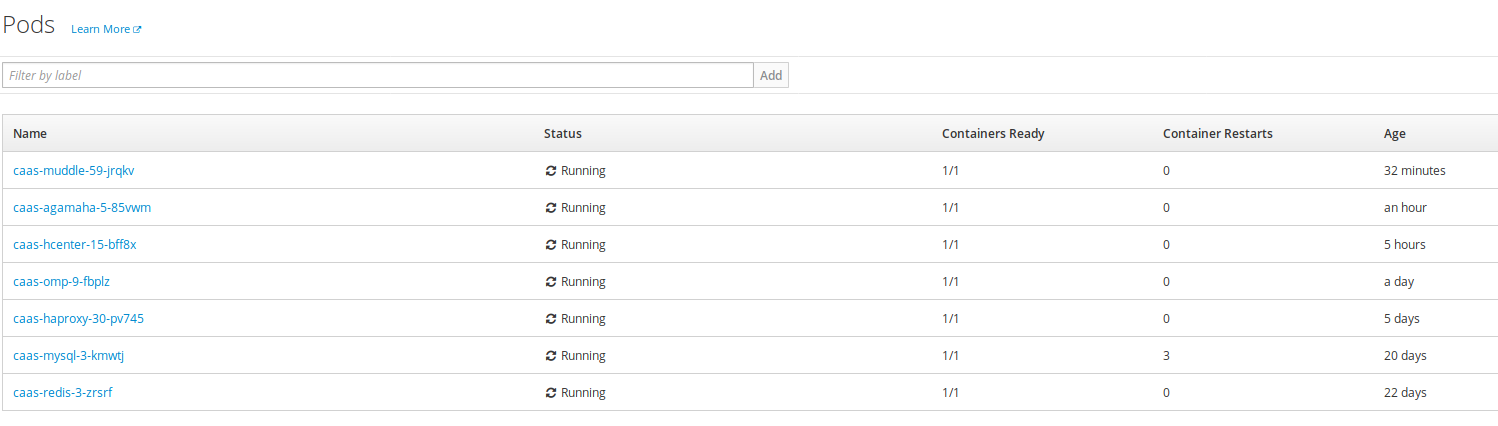 Pods Learn More
Filter by label Add
Name Status Containers Ready Container Restarts Age
caas-muddle-59-jrqkv Running 1/1 0 32 minutes
caas-agamaha-5-85vwm Running 1/1 0 an hour
caas-hcenter-15-bff8x Running 1/1 0 5 hours
caas-omp-9-fbplz Running 1/1 0 a day
caas-haproxy-30-pv745 Running 1/1 0 5 days
caas-mysql-3-kmwtj Running 1/1 3 20 days
caas-redis-3-zrsrf Running 1/1 0 22 days